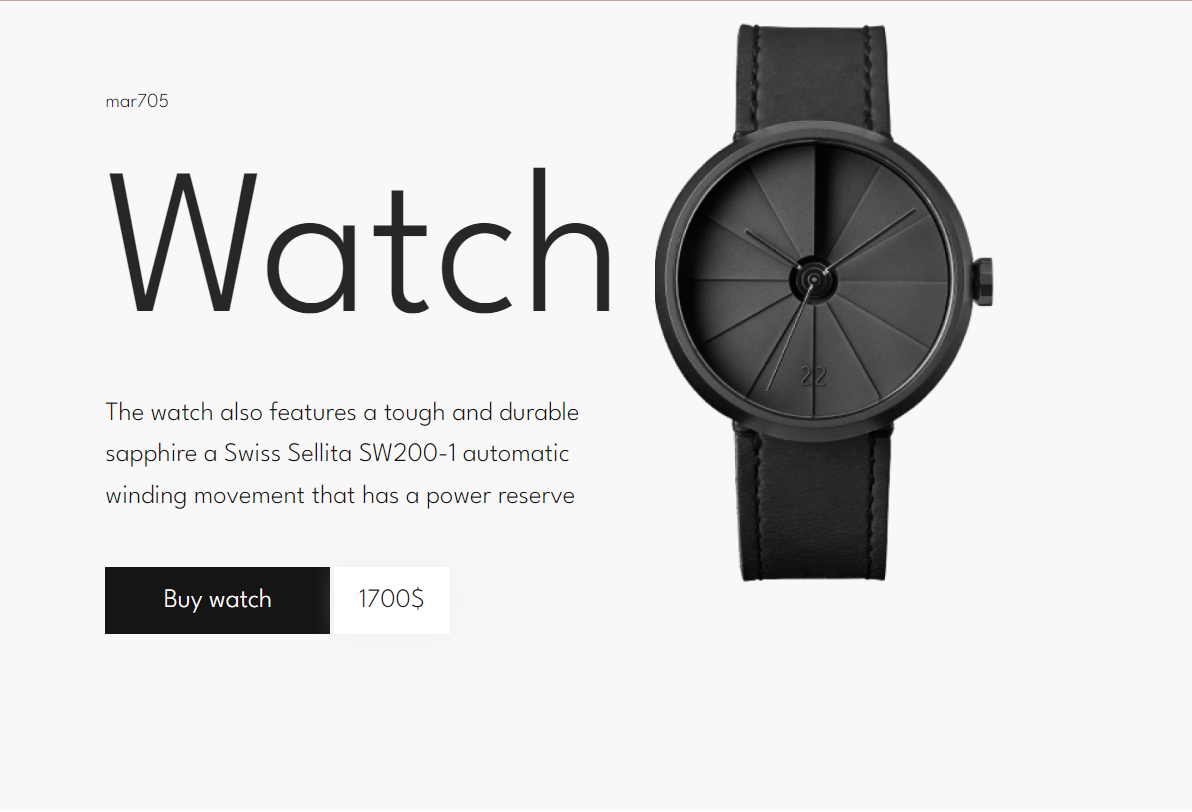 mar705
Watch
The watch also features a tough and durable
sapphire a Swiss Sellita SW200-1 automatic
winding movement that has a power reserve
Buy watch
1700$
22